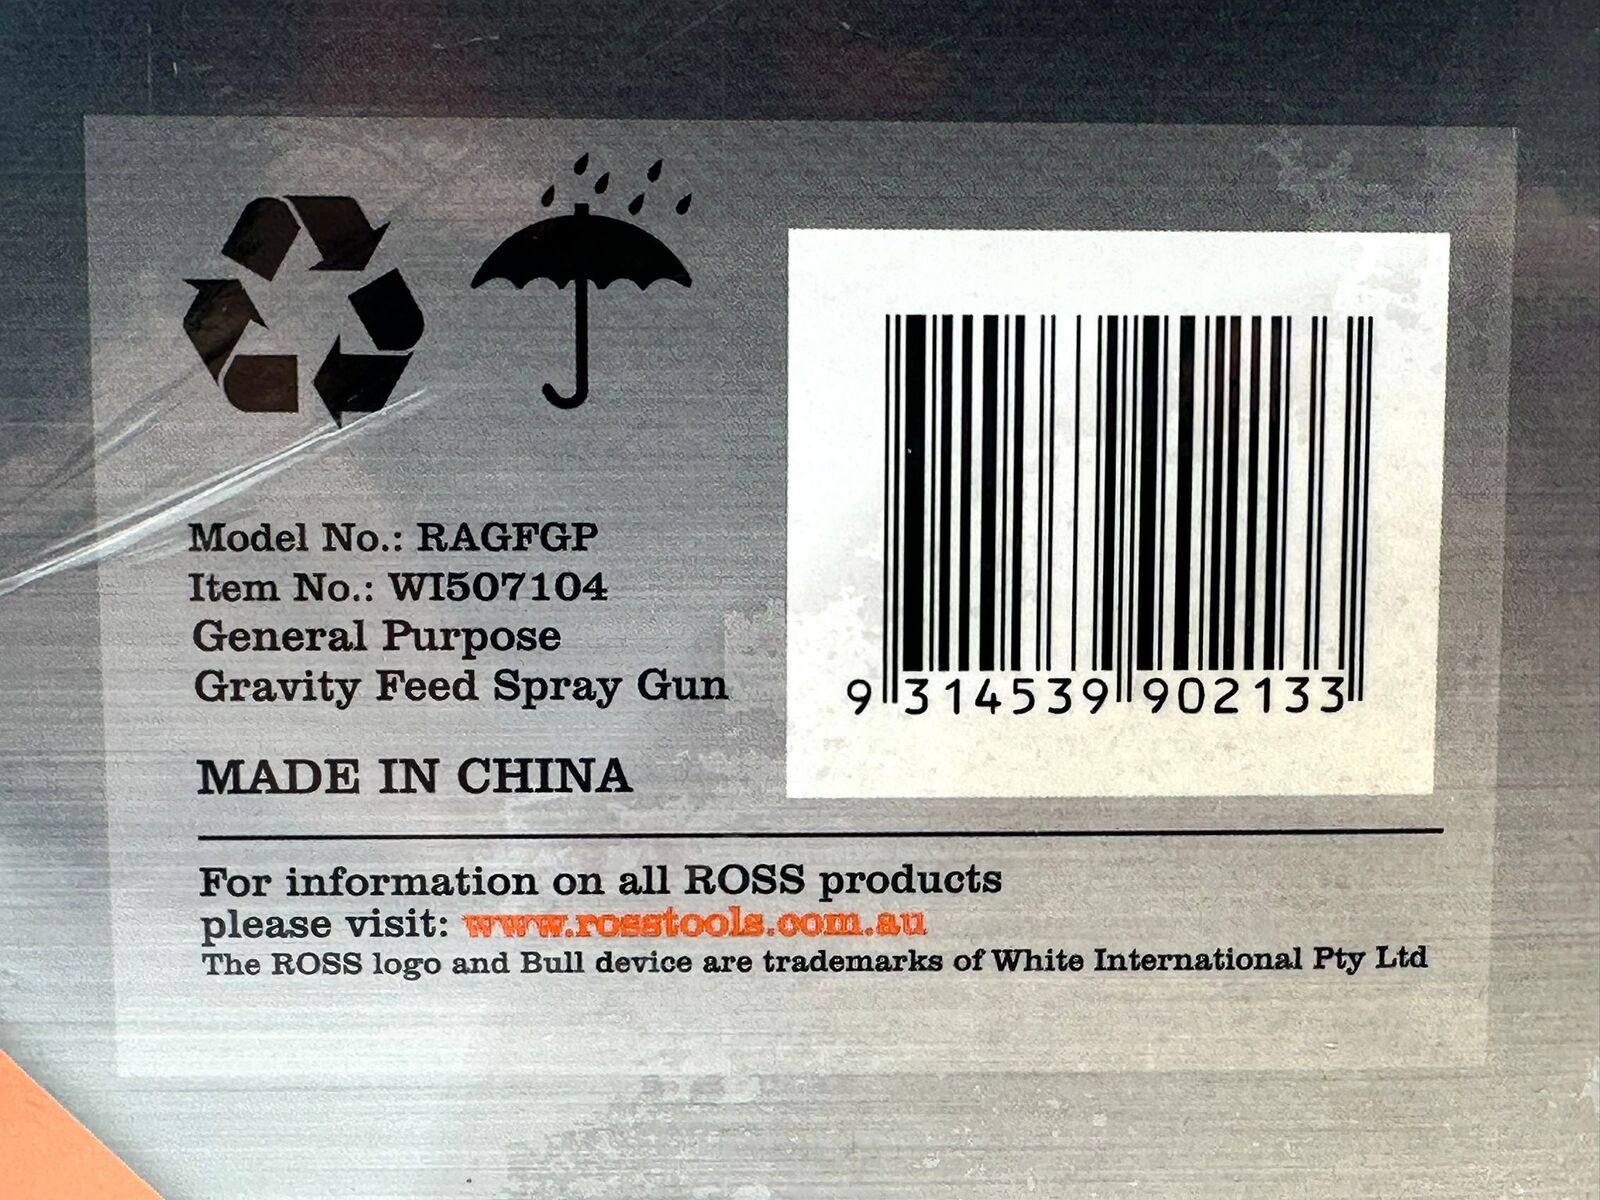 Model No.: RAGFGP
Item No.: WI507104
General Purpose
Gravity Feed Spray Gun
MADE IN CHINA
9 314539 902133
For information on all ROSS products
please visit: www.rosstools.com.au
The ROSS logo and Bull device are trademarks of White International Pty Ltd